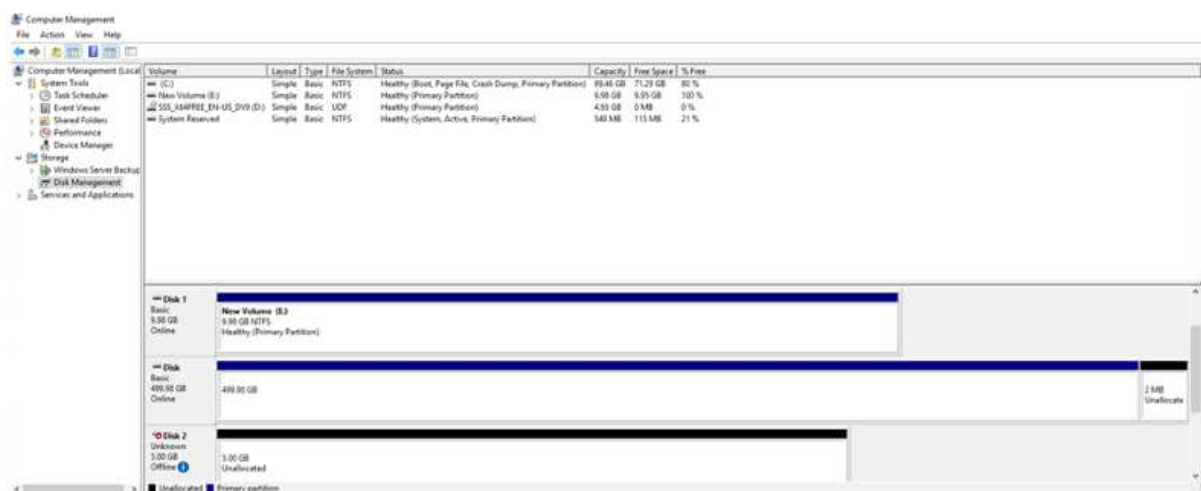 Computer Management
File Action View Help
Computer Management (Local
System Tools
Task Scheduler
Event Viewer
Shared Folders
Performance
Device Manager
Storage
Windows Server Backup
Disk Management
Services and Applications
Volume Layout Type File System Status Capacity Free Space % Free
(C:) Simple Basic NTFS Healthy (Boot, Page File, Crash Dump, Primary Partition) 71.29 GB 80 %
New Volume (E:) Simple Basic NTFS Healthy (Primary Partition) 9.98 GB 9.95 GB 100 %
SSS_X64FREE_EN-US_DV9 (D:) Simple Basic UDF Healthy (Primary Partition) 4.93 GB 0 MB 0 %
System Reserved Simple Basic NTFS Healthy (System, Active, Primary Partition) 549 MB 115 MB 21 %
Disk 1
Basic
9.98 GB
Online
New Volume (E:)
9.98 GB NTFS
Healthy (Primary Partition)
Disk
Basic
499.98 GB
Online
499.98 GB
2 MB
Unallocate
Disk 2
Unknown
5.00 GB
Offline
5.00 GB
Unallocated
Unallocated Primary partition